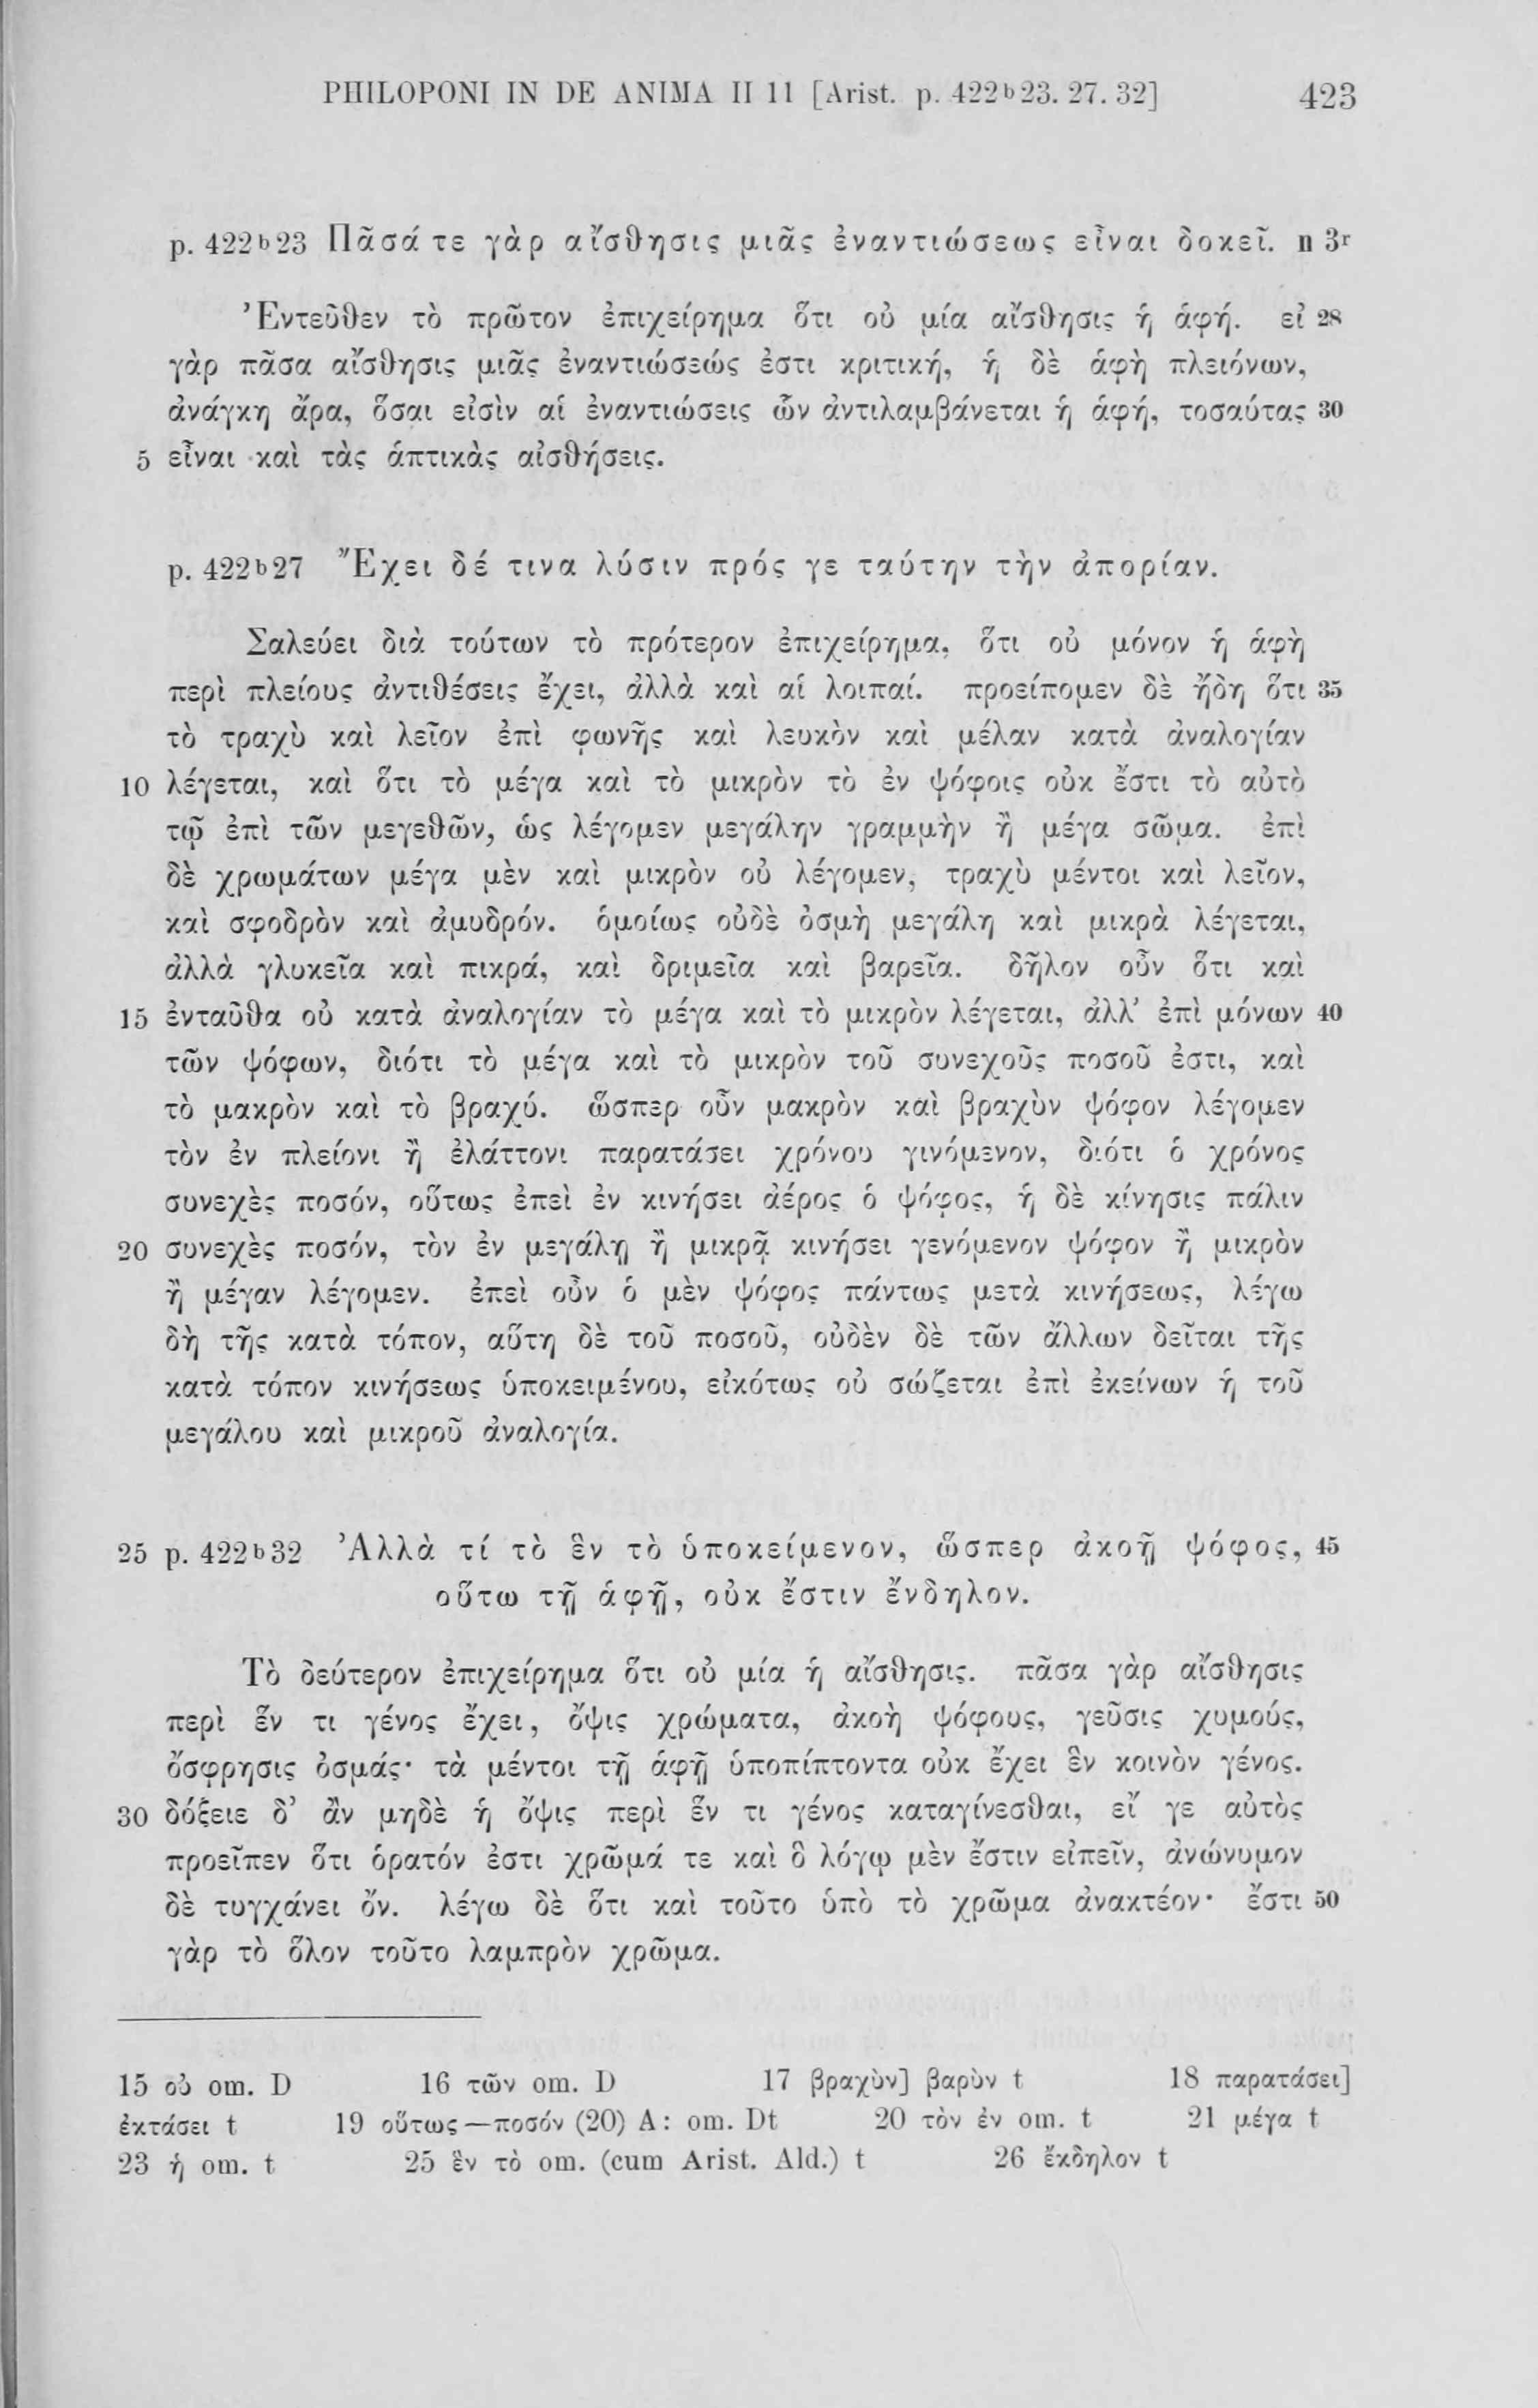 PHILOPONI IN DE ANIMA II 11 [Arist. p. 422ᵇ23. 27. 32] 423
p. 422ᵇ23 Πᾶσά τε γὰρ αἴσθησις μιᾶς ἐναντιώσεως εἶναι δοκεῖ. n 3ʳ
Ἐντεῦθεν τὸ πρῶτον ἐπιχείρημα ὅτι οὐ μία αἴσθησις ἡ ἁφή. εἰ 28
γὰρ πᾶσα αἴσθησις μιᾶς ἐναντιώσεώς ἐστι κριτική, ἡ δὲ ἁφὴ πλειόνων,
ἀνάγκη ἄρα, ὅσαι εἰσὶν αἱ ἐναντιώσεις ὧν ἀντιλαμβάνεται ἡ ἁφή, τοσαύτας 30
5 εἶναι καὶ τὰς ἁπτικὰς αἰσθήσεις.
p. 422ᵇ27 Ἔχει δέ τινα λύσιν πρός γε ταύτην τὴν ἀπορίαν.
Σαλεύει διὰ τούτων τὸ πρότερον ἐπιχείρημα, ὅτι οὐ μόνον ἡ ἁφὴ
περὶ πλείους ἀντιθέσεις ἔχει, ἀλλὰ καὶ αἱ λοιπαί. προείπομεν δὲ ἤδη ὅτι 35
τὸ τραχὺ καὶ λεῖον ἐπὶ φωνῆς καὶ λευκὸν καὶ μέλαν κατὰ ἀναλογίαν
10 λέγεται, καὶ ὅτι τὸ μέγα καὶ τὸ μικρὸν τὸ ἐν ψόφοις οὐκ ἔστι τὸ αὐτὸ
τῷ ἐπὶ τῶν μεγεθῶν, ὡς λέγομεν μεγάλην γραμμὴν ἢ μέγα σῶμα. ἐπὶ
δὲ χρωμάτων μέγα μὲν καὶ μικρὸν οὐ λέγομεν, τραχὺ μέντοι καὶ λεῖον,
καὶ σφοδρὸν καὶ ἀμυδρόν. ὁμοίως οὐδὲ ὀσμὴ μεγάλη καὶ μικρὰ λέγεται,
ἀλλὰ γλυκεῖα καὶ πικρά, καὶ δριμεῖα καὶ βαρεῖα. δῆλον οὖν ὅτι καὶ
15 ἐνταῦθα οὐ κατὰ ἀναλογίαν τὸ μέγα καὶ τὸ μικρὸν λέγεται, ἀλλ’ ἐπὶ μόνων 40
τῶν ψόφων, διότι τὸ μέγα καὶ τὸ μικρὸν τοῦ συνεχοῦς ποσοῦ ἐστι, καὶ
τὸ μακρὸν καὶ τὸ βραχύ. ὥσπερ οὖν μακρὸν καὶ βραχὺν ψόφον λέγομεν
τὸν ἐν πλείονι ἢ ἐλάττονι παρατάσει χρόνου γινόμενον, διότι ὁ χρόνος
συνεχὲς ποσόν, οὕτως ἐπεὶ ἐν κινήσει ἀέρος ὁ ψόφος, ἡ δὲ κίνησις πάλιν
20 συνεχὲς ποσόν, τὸν ἐν μεγάλῃ ἢ μικρᾷ κινήσει γενόμενον ψόφον ἢ μικρὸν
ἢ μέγαν λέγομεν. ἐπεὶ οὖν ὁ μὲν ψόφος πάντως μετὰ κινήσεως, λέγω
δὴ τῆς κατὰ τόπον, αὕτη δὲ τοῦ ποσοῦ, οὐδὲν δὲ τῶν ἄλλων δεῖται τῆς
κατὰ τόπον κινήσεως ὑποκειμένου, εἰκότως οὐ σώζεται ἐπὶ ἐκείνων ἡ τοῦ
μεγάλου καὶ μικροῦ ἀναλογία.
25 p. 422ᵇ32 Ἀλλὰ τί τὸ ἓν τὸ ὑποκείμενον, ὥσπερ ἀκοῇ ψόφος, 45
οὕτω τῇ ἁφῇ, οὐκ ἔστιν ἔνδηλον.
Τὸ δεύτερον ἐπιχείρημα ὅτι οὐ μία ἡ αἴσθησις. πᾶσα γὰρ αἴσθησις
περὶ ἕν τι γένος ἔχει, ὄψις χρώματα, ἀκοὴ ψόφους, γεῦσις χυμούς,
ὄσφρησις ὀσμάς· τὰ μέντοι τῇ ἁφῇ ὑποπίπτοντα οὐκ ἔχει ἓν κοινὸν γένος.
30 δόξειε δ’ ἂν μηδὲ ἡ ὄψις περὶ ἕν τι γένος καταγίνεσθαι, εἴ γε αὐτὸς
προεῖπεν ὅτι ὁρατόν ἐστι χρῶμά τε καὶ ὃ λόγῳ μὲν ἔστιν εἰπεῖν, ἀνώνυμον
δὲ τυγχάνει ὄν. λέγω δὲ ὅτι καὶ τοῦτο ὑπὸ τὸ χρῶμα ἀνακτέον· ἔστι 50
γὰρ τὸ ὅλον τοῦτο λαμπρὸν χρῶμα.
15 οὐ om. D 16 τῶν om. D 17 βραχὺν] βαρὺν t 18 παρατάσει]
ἐκτάσει t 19 οὕτως—ποσόν (20) A: om. Dt 20 τὸν ἐν om. t 21 μέγα t
23 ἡ om. t 25 ἓν τὸ om. (cum Arist. Ald.) t 26 ἔκδηλον t